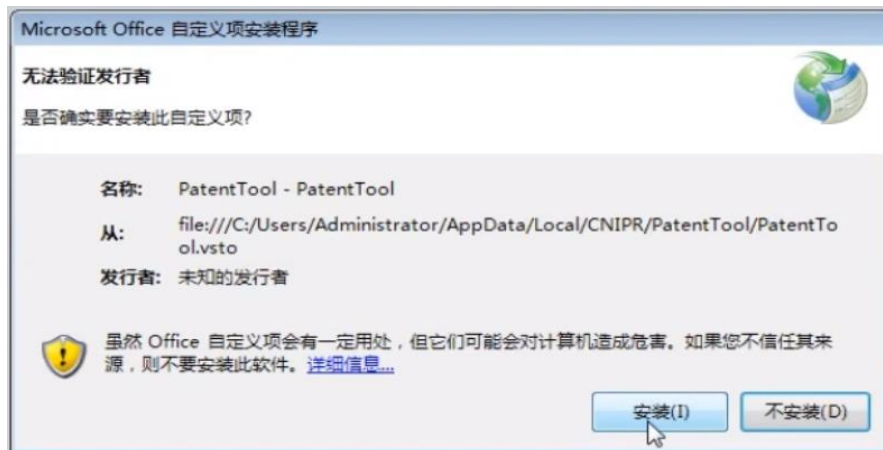 Microsoft Office 自定义项安装程序
无法验证发行者
是否确实要安装此自定义项?
名称: PatentTool - PatentTool
从: file:///C:/Users/Administrator/AppData/Local/CNIPR/PatentTool/PatentTo
ol.vsto
发行者: 未知的发行者
虽然 Office 自定义项会有一定用处，但它们可能会对计算机造成危害。如果您不信任其来
源，则不要安装此软件。详细信息...
安装(I) 不安装(D)